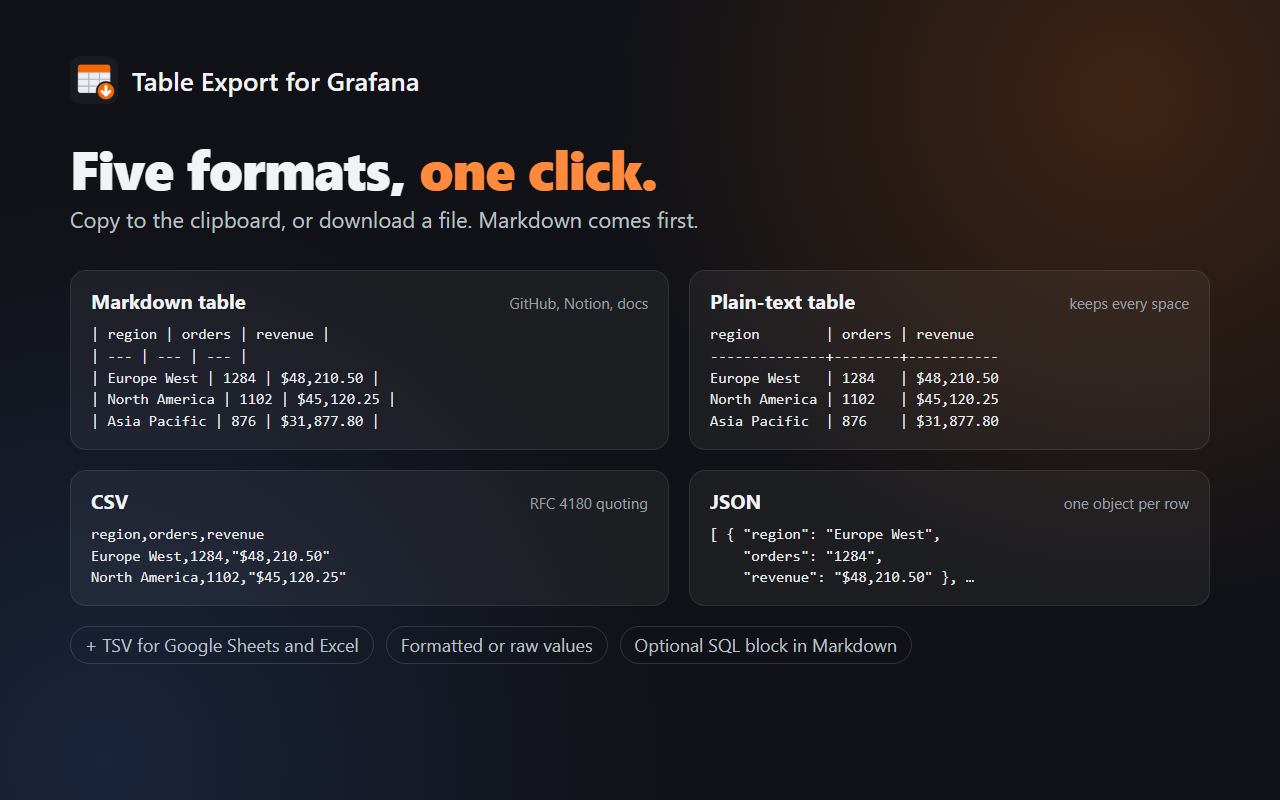 Table Export for Grafana
Five formats, one click.
Copy to the clipboard, or download a file. Markdown comes first.
Markdown table
GitHub, Notion, docs
| region | orders | revenue |
| --- | --- | --- |
| Europe West | 1284 | $48,210.50 |
| North America | 1102 | $45,120.25 |
| Asia Pacific | 876 | $31,877.80 |
Plain-text table
keeps every space
region        | orders | revenue
--------------+--------+-----------
Europe West   | 1284   | $48,210.50
North America | 1102   | $45,120.25
Asia Pacific  | 876    | $31,877.80
CSV
RFC 4180 quoting
region,orders,revenue
Europe West,1284,"$48,210.50"
North America,1102,"$45,120.25"
JSON
one object per row
[ { "region": "Europe West",
    "orders": "1284",
    "revenue": "$48,210.50" }, …
+ TSV for Google Sheets and Excel
Formatted or raw values
Optional SQL block in Markdown